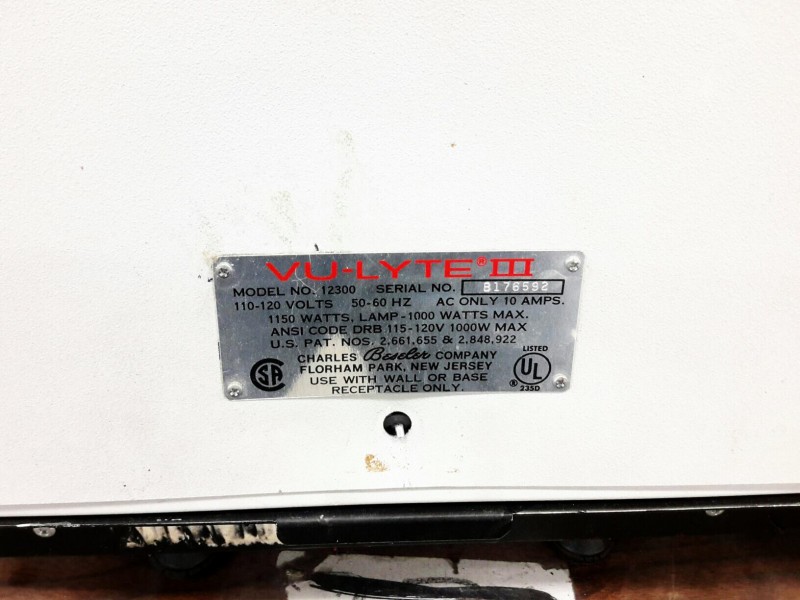 VU-LYTE® III
MODEL NO. 12300 SERIAL NO. B176592
110-120 VOLTS 50-60 HZ AC ONLY 10 AMPS.
1150 WATTS, LAMP-1000 WATTS MAX.
ANSI CODE DRB 115-120V 1000W MAX
U.S. PAT. NOS. 2,661,655 & 2,848,922
CHARLES Beseler COMPANY
FLORHAM PARK, NEW JERSEY
USE WITH WALL OR BASE
RECEPTACLE ONLY.
SA
LISTED
UL
® 235D